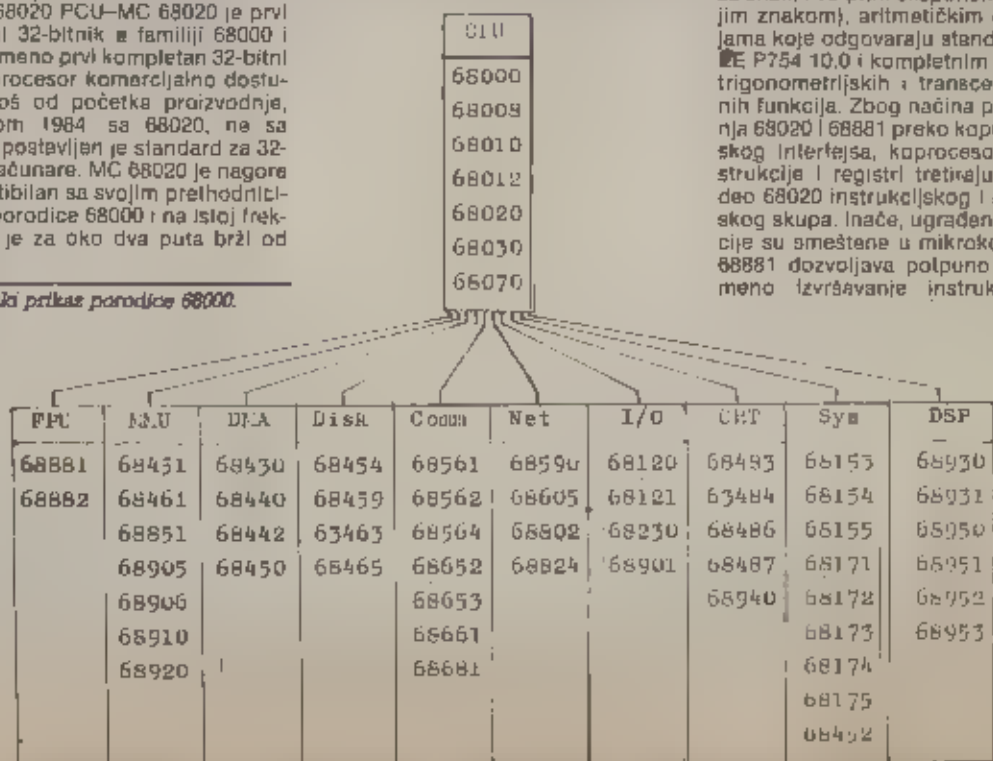 68020 PCU–MC 68020 je prvi
32-bitnik u familiji 68000 i
prvi kompletan 32-bitni
procesor komercijalno dostu-
od početka proizvodnje,
1984 sa 68020, ne sa
postavljen je standard za 32-
računare. MC 68020 je nagore
sa svojim prethodnici-
porodice 68000 i na istoj frek-
je za oko dva puta brži od
prikaz porodice 68000.
jim znakom), aritmetičkim
jama koje odgovaraju stand
P754 10.0 i kompletnim
trigonometrijskih i transce
nih funkcija. Zbog načina p
nja 68020 i 68881 preko kop
skog interfejsa, koproceso
strukcije i registri tretiraju
deo 68020 instrukcijskog i
skog skupa. Inače, ugrađen
cije su smeštene u mikroko
68881 dozvoljava potpuno
meno izvršavanje instruk
CPU
68000
68008
68010
68012
68020
68030
68070
FPU MMU DMA Disk Comm Net I/O CRT Sys DSP
68881 68451 68430 68454 68561 68590 68120 68493 68153 68930
68882 68461 68440 68459 68562 68605 68121 63484 68154 68931
68851 68442 63463 68564 68802 68230 68486 68155 68950
68905 68450 68465 68652 68824 68901 68487 68171 68951
68906 68653 68940 68172 68952
68910 68661 68173 68953
68920 68681 68174
68175
68452